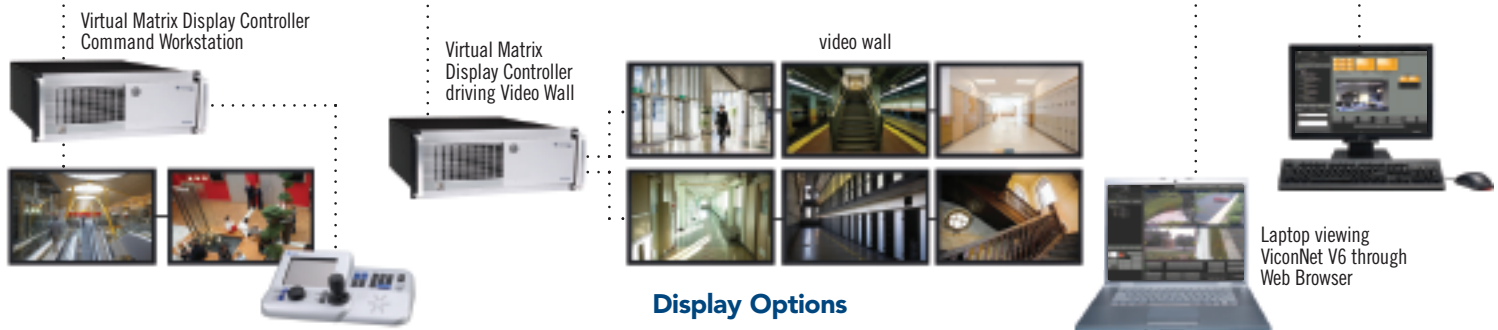 Virtual Matrix Display Controller
Command Workstation
Virtual Matrix
Display Controller
driving Video Wall
video wall
Laptop viewing
ViconNet V6 through
Web Browser
Display Options